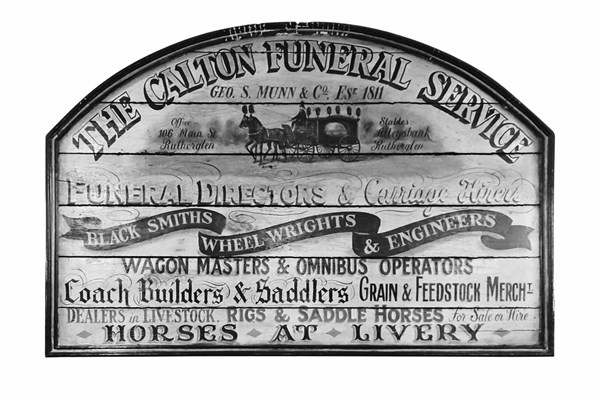 THE CALTON FUNERAL SERVICE
GEO. S. MUNN & Co. EST 1811
Office
106 Main St
Rutherglen
Stables
Rutherglen
FUNERAL DIRECTORS & Carriage Hirers
BLACK SMITHS
WHEEL-WRIGHTS
& ENGINEERS
WAGON MASTERS & OMNIBUS OPERATORS
Coach Builders & Saddlers GRAIN & FEEDSTOCK MERCHT
DEALERS in LIVESTOCK. RIGS & SADDLE HORSES For Sale or Hire
HORSES AT LIVERY